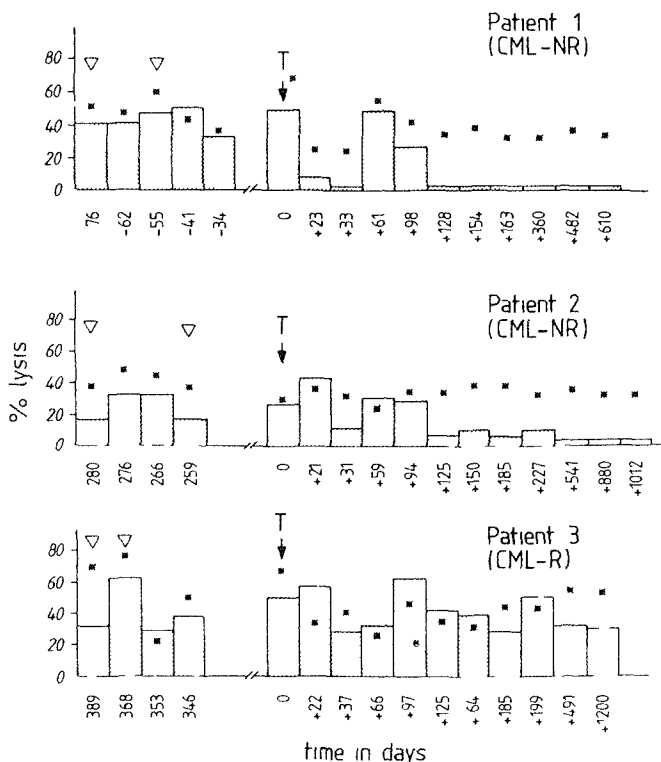 Patient 1
(CML-NR)
T
80
60
40
20
0
76 -62 -55 -41 -34 0 +23 +33 +61 +98 +128 +154 +163 +360 +482 +610
Patient 2
(CML-NR)
T
80
60
40
20
0
% lysis
280 276 266 259 0 +21 +31 +59 +94 +125 +150 +185 +227 +541 +880 +1012
Patient 3
(CML-R)
T
80
60
40
20
0
389 368 353 346 0 +22 +37 +66 +97 +125 +64 +185 +199 +491 +1200
time in days